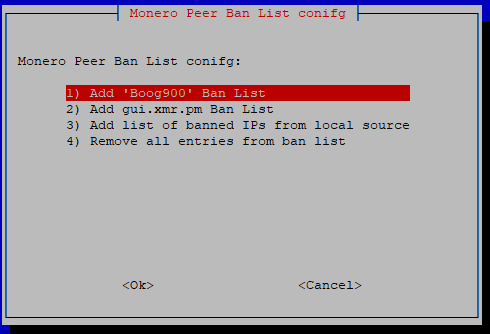 Monero Peer Ban List conifg
Monero Peer Ban List conifg:
1) Add 'Boog900' Ban List
2) Add gui.xmr.pm Ban List
3) Add list of banned IPs from local source
4) Remove all entries from ban list
<Ok> <Cancel>